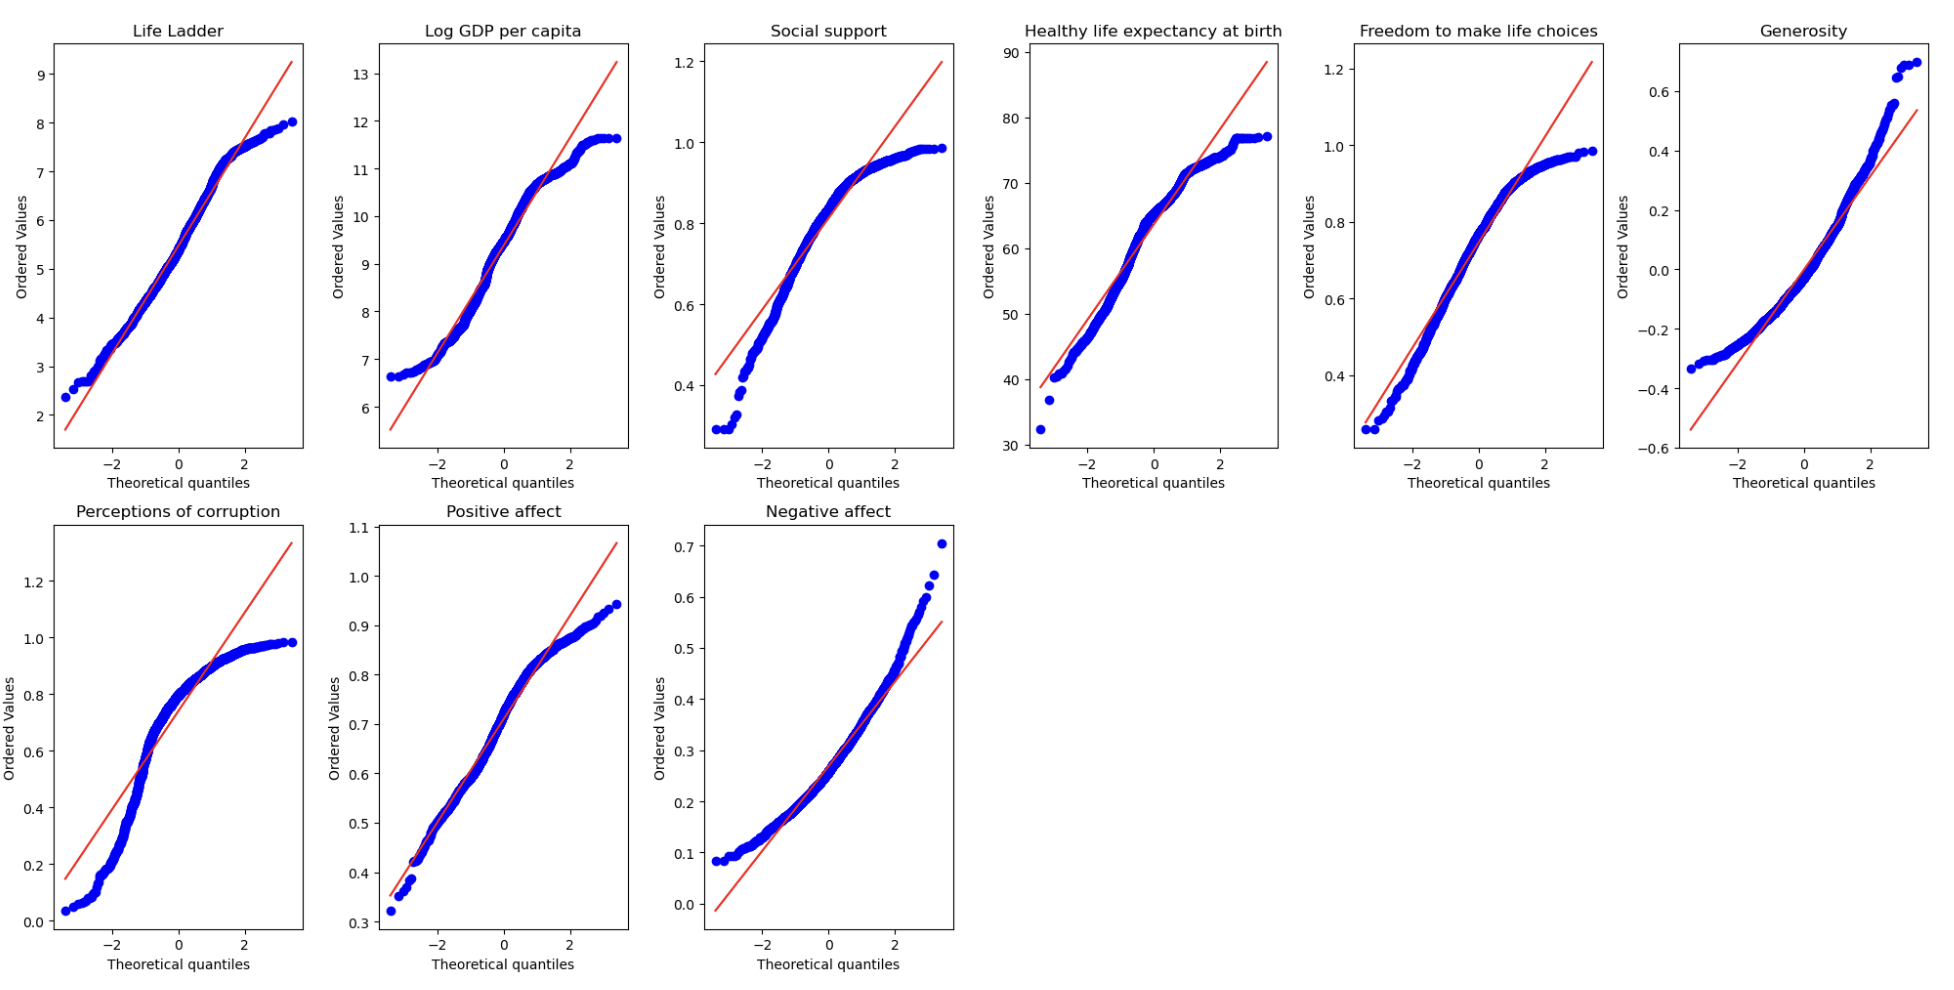 Life Ladder
Log GDP per capita
Social support
Healthy life expectancy at birth
Freedom to make life choices
Generosity
9
8
7
6
5
4
3
2
Ordered Values
−2 0 2
Theoretical quantiles
13
12
11
10
9
8
7
6
Ordered Values
−2 0 2
Theoretical quantiles
1.2
1.0
0.8
0.6
0.4
Ordered Values
−2 0 2
Theoretical quantiles
90
80
70
60
50
40
30
Ordered Values
−2 0 2
Theoretical quantiles
1.2
1.0
0.8
0.6
0.4
Ordered Values
−2 0 2
Theoretical quantiles
0.6
0.4
0.2
0.0
−0.2
−0.4
−0.6
Ordered Values
−2 0 2
Theoretical quantiles
Perceptions of corruption
Positive affect
Negative affect
1.2
1.0
0.8
0.6
0.4
0.2
0.0
Ordered Values
−2 0 2
Theoretical quantiles
1.1
1.0
0.9
0.8
0.7
0.6
0.5
0.4
0.3
Ordered Values
−2 0 2
Theoretical quantiles
0.7
0.6
0.5
0.4
0.3
0.2
0.1
0.0
Ordered Values
−2 0 2
Theoretical quantiles